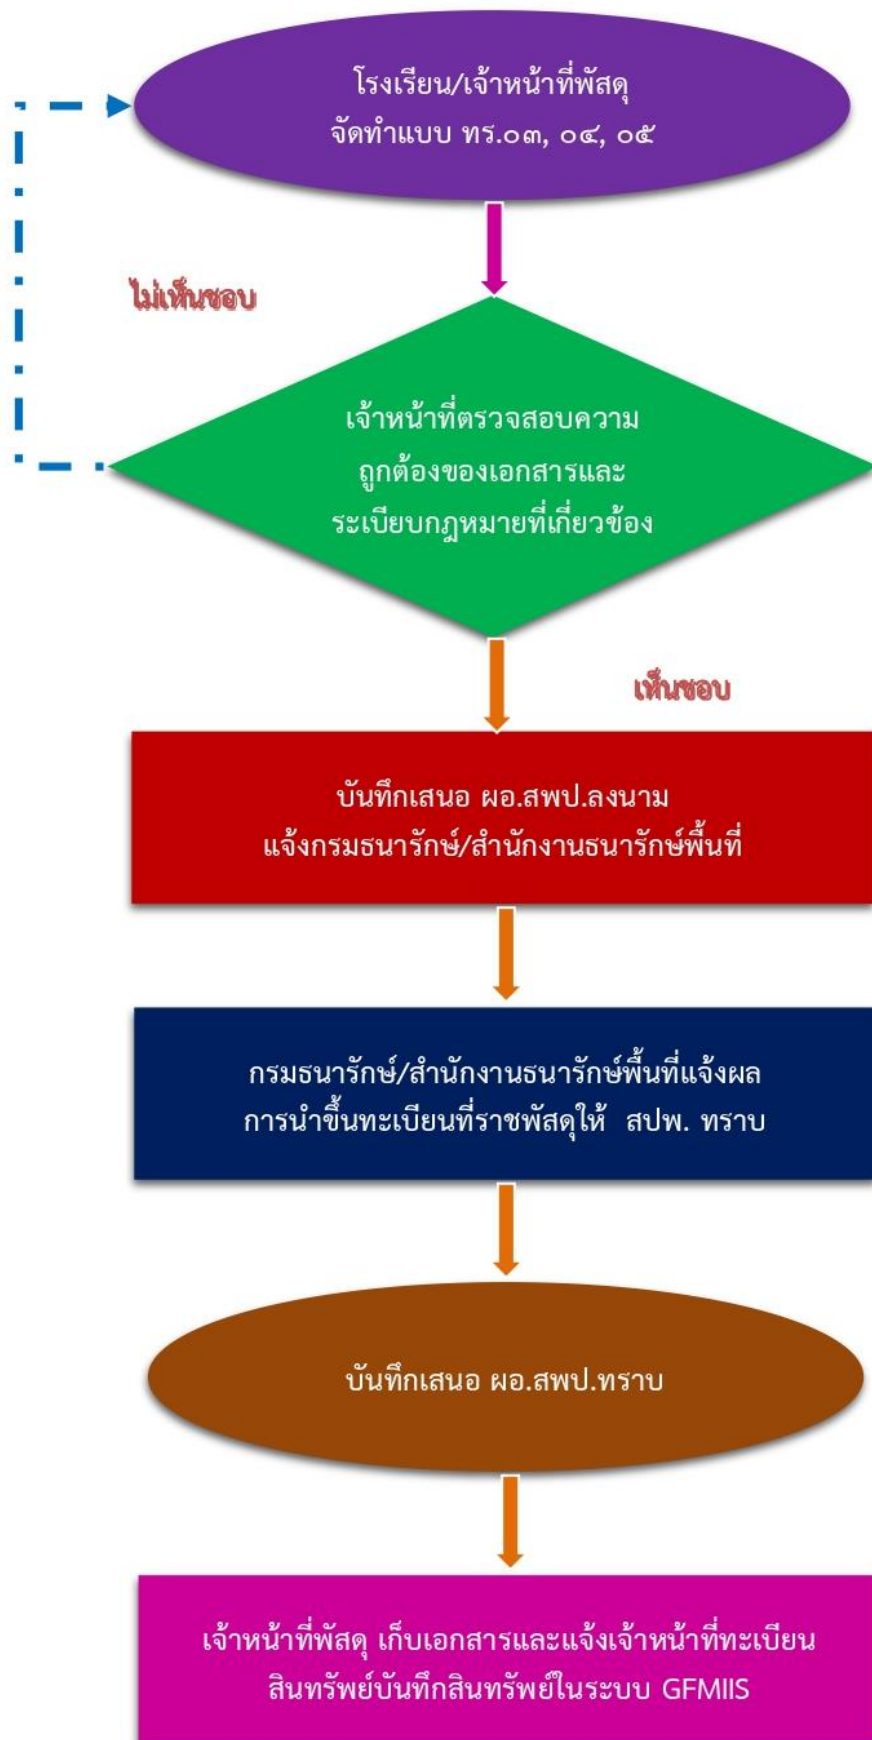 โรงเรียน/เจ้าหน้าที่พัสดุ
จัดทำแบบ ทร.๐๓, ๐๔, ๐๕
ไม่เห็นชอบ
เจ้าหน้าที่ตรวจสอบความ
ถูกต้องของเอกสารและ
ระเบียบกฎหมายที่เกี่ยวข้อง
เห็นชอบ
บันทึกเสนอ ผอ.สพป.ลงนาม
แจ้งกรมธนารักษ์/สำนักงานธนารักษ์พื้นที่
กรมธนารักษ์/สำนักงานธนารักษ์พื้นที่แจ้งผล
การนำขึ้นทะเบียนที่ราชพัสดุให้ สปพ. ทราบ
บันทึกเสนอ ผอ.สพป.ทราบ
เจ้าหน้าที่พัสดุ เก็บเอกสารและแจ้งเจ้าหน้าที่ทะเบียน
สินทรัพย์บันทึกสินทรัพย์ในระบบ GFMIIS